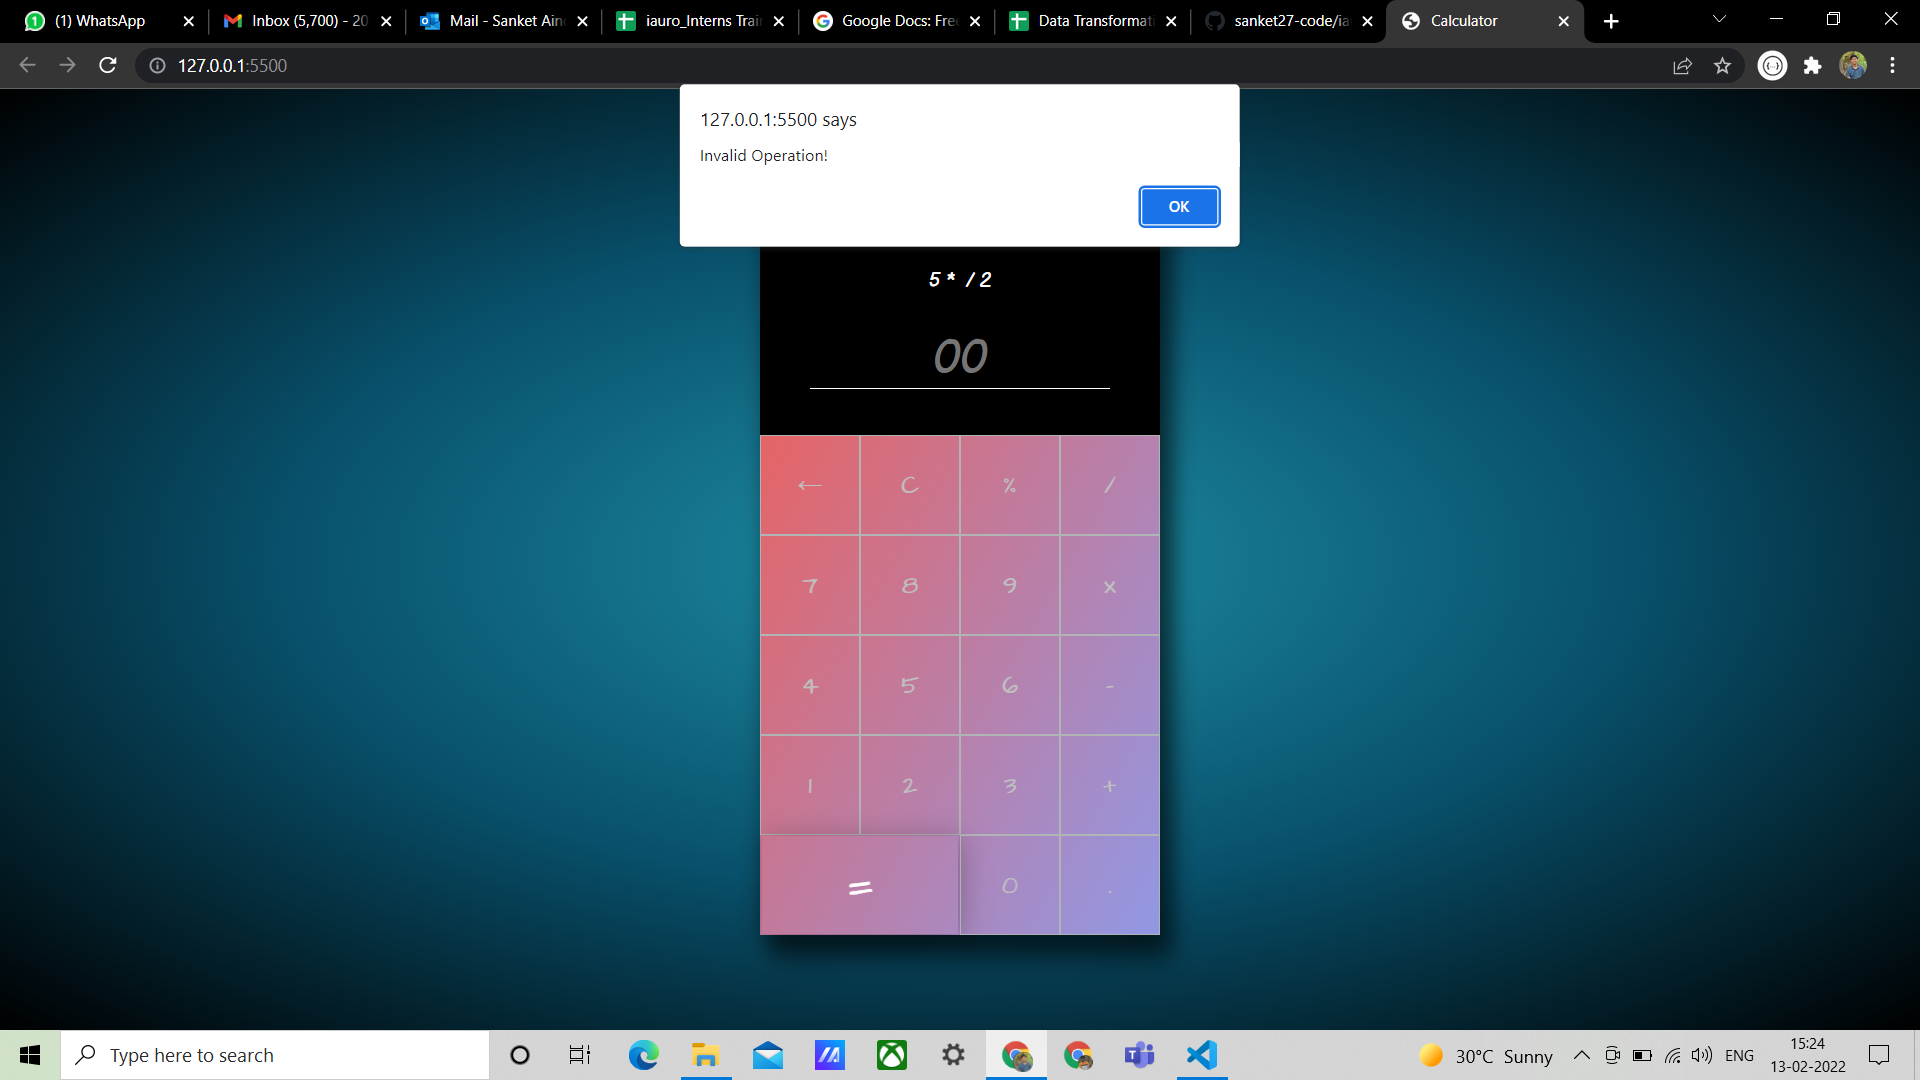 (1) WhatsApp
Inbox (5,700) - 20
Mail - Sanket Ain
iauro_Interns Trai
Google Docs: Fre
Data Transformati
sanket27-code/ia
Calculator
127.0.0.1:5500
127.0.0.1:5500 says
Invalid Operation!
OK
5 * / 2
00
← C % /
7 8 9 x
4 5 6 -
1 2 3 +
= 0 .
Type here to search
30°C Sunny
ENG
15:24
13-02-2022